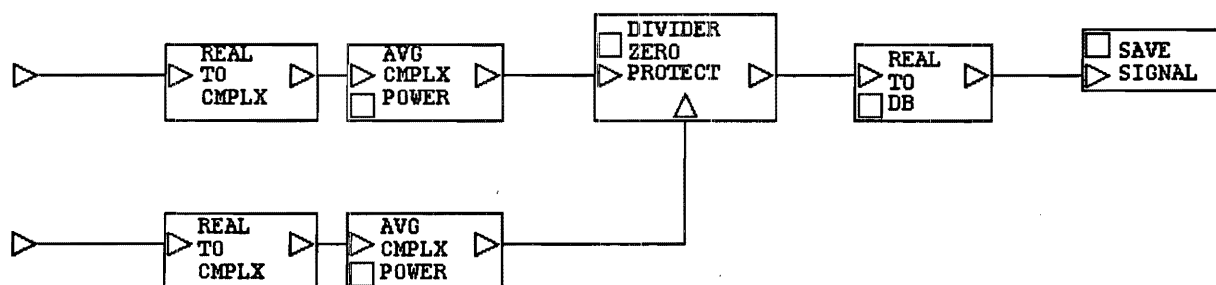 REAL
TO
CMPLX
AVG
CMPLX
POWER
DIVIDER
ZERO
PROTECT
REAL
TO
DB
SAVE
SIGNAL
REAL
TO
CMPLX
AVG
CMPLX
POWER